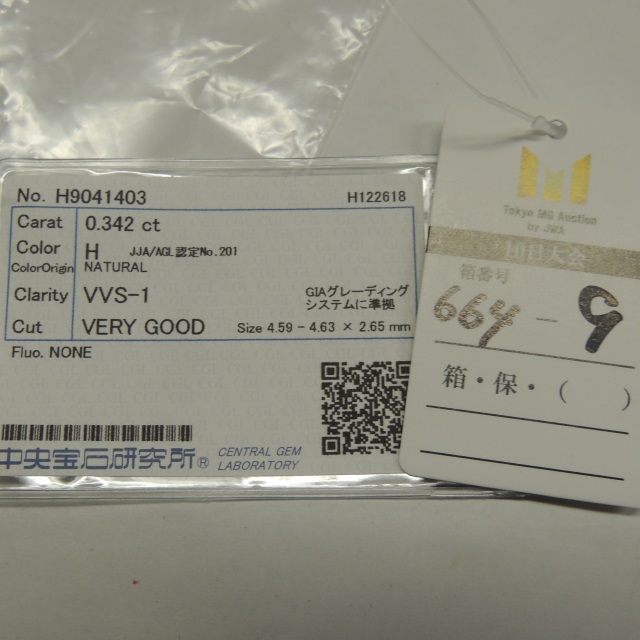 No. H9041403
H122618
Carat 0.342 ct
Color H JJA/AGL認定No.201
ColorOrigin NATURAL
Clarity VVS-1
GIAグレーディング
システムに準拠
Cut VERY GOOD Size 4.59 - 4.63 × 2.65 mm
Fluo. NONE
中央宝石研究所®
CENTRAL GEM
LABORATORY
Tokyo MG Auction
by JWA
10日大会
箱番号
664-9
箱・保・( )